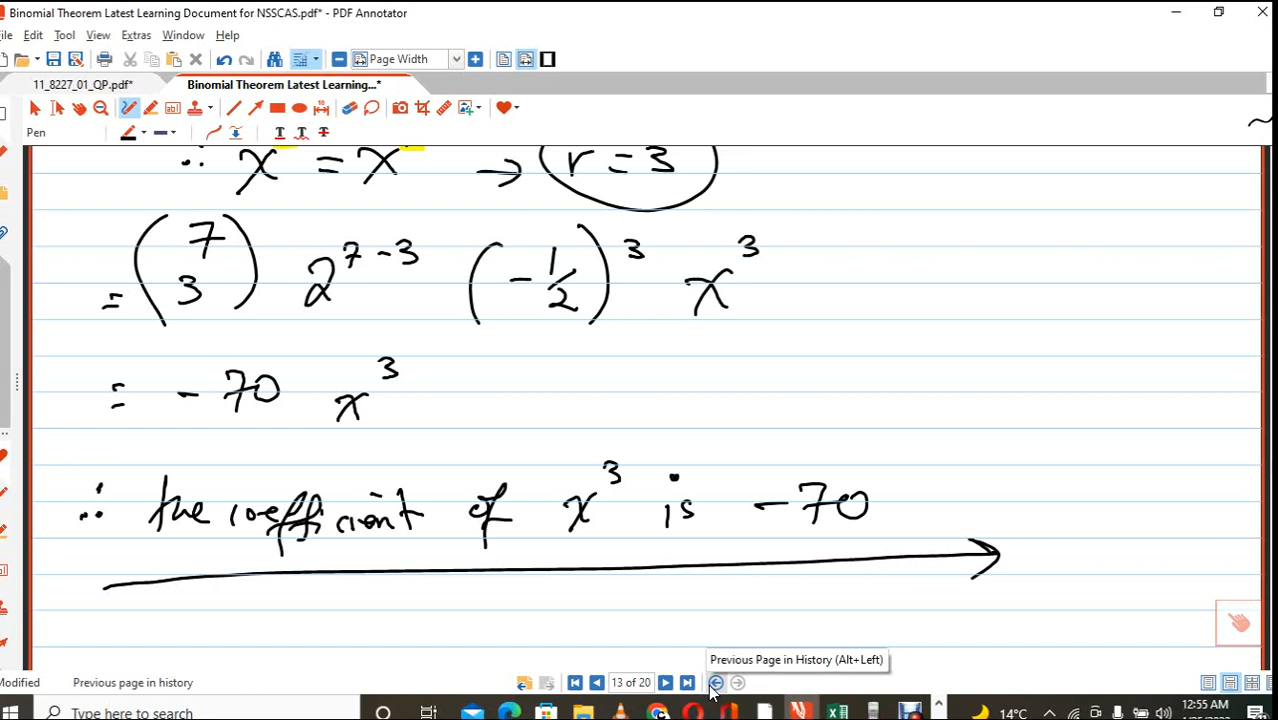 Binomial Theorem Latest Learning Document for NSSCAS.pdf* - PDF Annotator
ile Edit Tool View Extras Window Help
Page Width
11_8227_01_QP.pdf* Binomial Theorem Latest Learning...*
Pen
∴ x = x → r = 3
= (7 3) 2^(7-3) (-1/2)^3 x^3
= -70 x^3
∴ the coefficient of x^3 is -70
Previous Page in History (Alt+Left)
Modified Previous page in history 13 of 20
Type here to search 14°C 12:55 AM